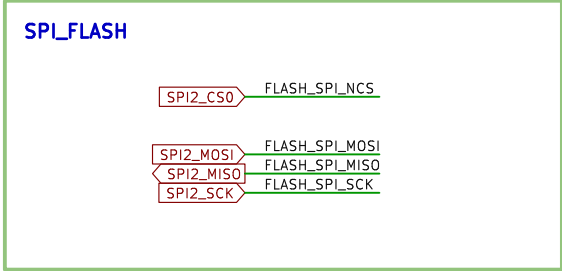 SPI_FLASH
SPI2_CS0 FLASH_SPI_NCS
SPI2_MOSI FLASH_SPI_MOSI
SPI2_MISO FLASH_SPI_MISO
SPI2_SCK FLASH_SPI_SCK